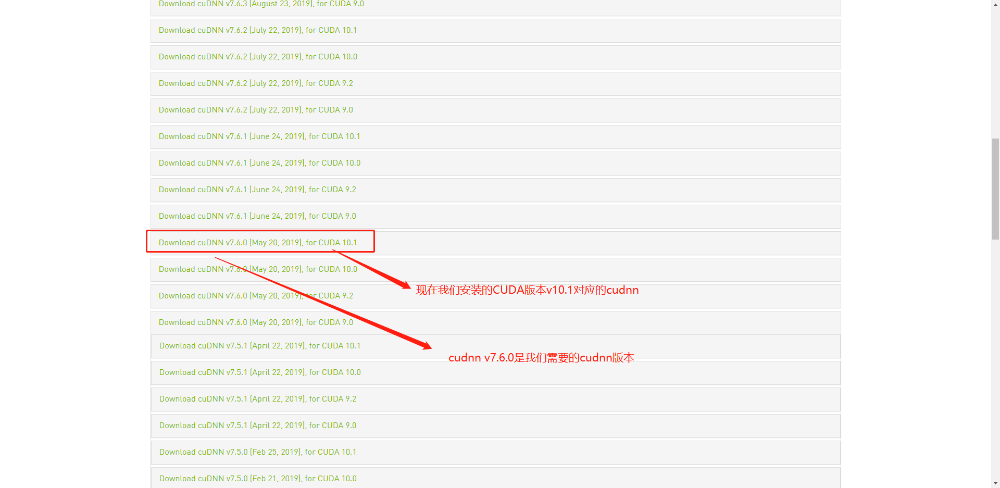 Download cuDNN v7.6.3 (August 23, 2019), for CUDA 9.0
Download cuDNN v7.6.2 (July 22, 2019), for CUDA 10.1
Download cuDNN v7.6.2 (July 22, 2019), for CUDA 10.0
Download cuDNN v7.6.2 (July 22, 2019), for CUDA 9.2
Download cuDNN v7.6.2 (July 22, 2019), for CUDA 9.0
Download cuDNN v7.6.1 (June 24, 2019), for CUDA 10.1
Download cuDNN v7.6.1 (June 24, 2019), for CUDA 10.0
Download cuDNN v7.6.1 (June 24, 2019), for CUDA 9.2
Download cuDNN v7.6.1 (June 24, 2019), for CUDA 9.0
Download cuDNN v7.6.0 (May 20, 2019), for CUDA 10.1
Download cuDNN v7.6.0 (May 20, 2019), for CUDA 10.0
现在我们安装的CUDA版本v10.1对应的cudnn
Download cuDNN v7.6.0 (May 20, 2019), for CUDA 9.2
Download cuDNN v7.6.0 (May 20, 2019), for CUDA 9.0
Download cuDNN v7.5.1 (April 22, 2019), for CUDA 10.1
cudnn v7.6.0是我们需要的cudnn版本
Download cuDNN v7.5.1 (April 22, 2019), for CUDA 10.0
Download cuDNN v7.5.1 (April 22, 2019), for CUDA 9.2
Download cuDNN v7.5.1 (April 22, 2019), for CUDA 9.0
Download cuDNN v7.5.0 (Feb 25, 2019), for CUDA 10.1
Download cuDNN v7.5.0 (Feb 21, 2019), for CUDA 10.0